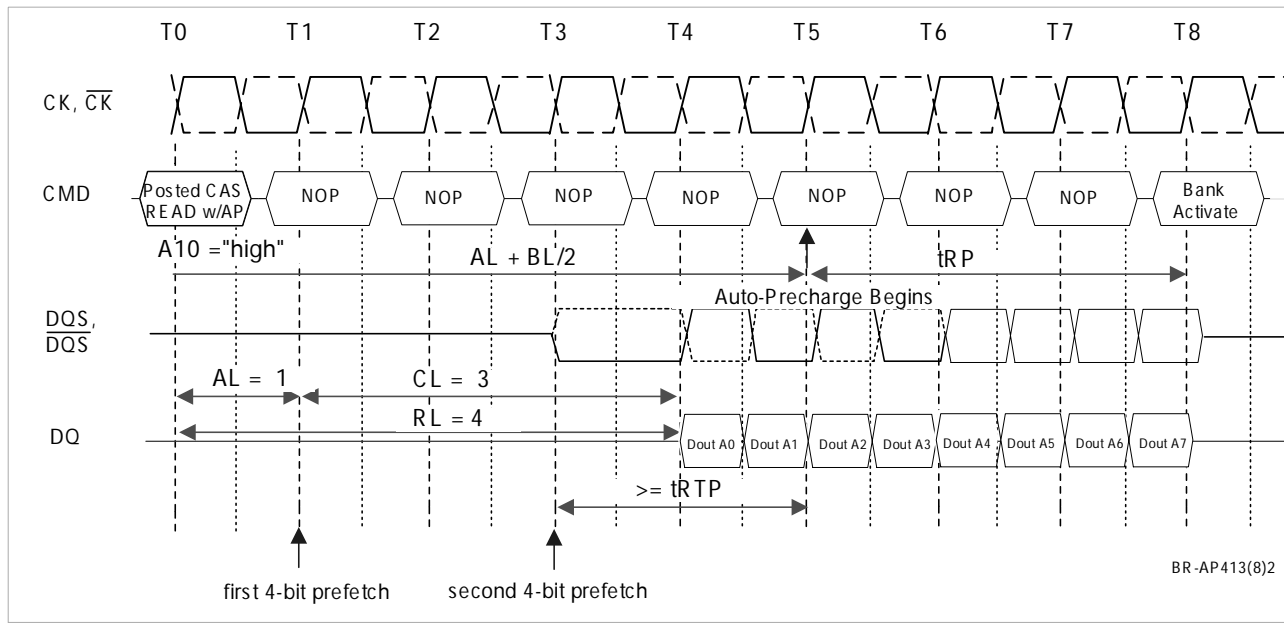 T0 T1 T2 T3 T4 T5 T6 T7 T8
CK, CK
CMD
Posted CAS
READ w/AP
NOP NOP NOP NOP NOP NOP NOP
Bank
Activate
A10 ="high"
AL + BL/2
tRP
Auto-Precharge Begins
DQS,
DQS
AL = 1
CL = 3
RL = 4
DQ
Dout A0 Dout A1 Dout A2 Dout A3 Dout A4 Dout A5 Dout A6 Dout A7
>= tRTP
first 4-bit prefetch
second 4-bit prefetch
BR-AP413(8)2